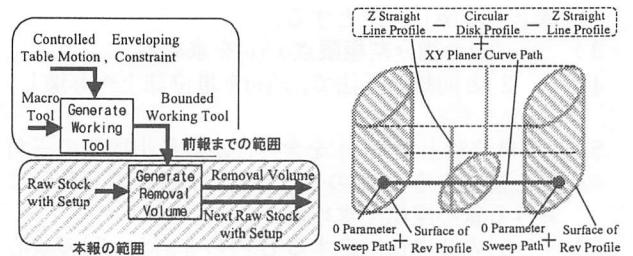 Controlled
Table Motion ,
Enveloping
Constraint
Macro
Tool
Generate
Working
Tool
Bounded
Working Tool
前報までの範囲
Raw Stock
with Setup
Generate
Removal
Volume
Removal Volume
Next Raw Stock
with Setup
本報の範囲
Z Straight
Line Profile
–
Circular
Disk Profile
–
Z Straight
Line Profile
+
XY Planer Curve Path
0 Parameter
Sweep Path
+
Surface of
Rev Profile
0 Parameter
Sweep Path
+
Surface of
Rev Profile